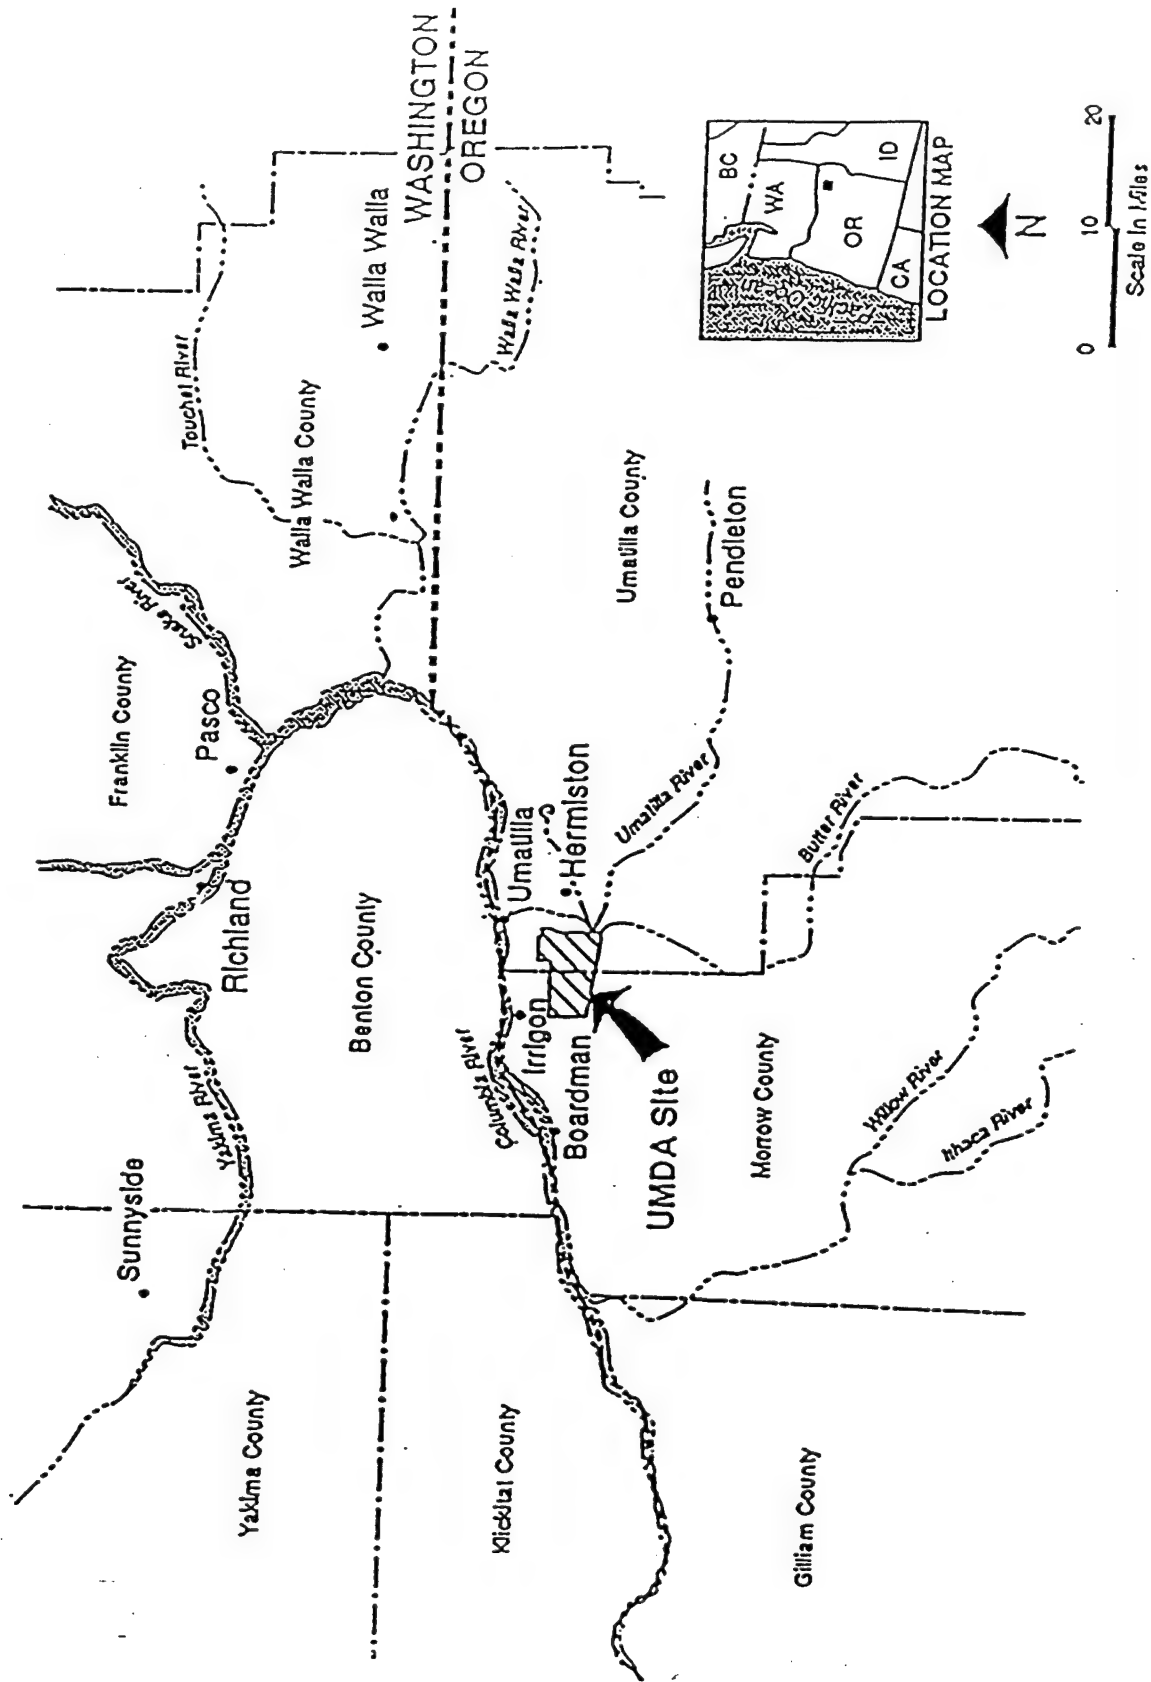 WASHINGTON
OREGON
Touchet River
Walla Walla
Walla Walla River
Walla Walla County
Snake River
Franklin County
Pasco
Richland
Benton County
Yakima River
Sunnyside
Yakima County
Klickitat County
Columbia River
Umatilla
Hermiston
Irrigon
Boardman
UMDA Site
Umatilla County
Pendleton
Umatilla River
Butter River
Morrow County
Willow River
Ithaca River
Gilliam County
BC
WA
ID
OR
CA
LOCATION MAP
N
0 10 20
Scale In Miles